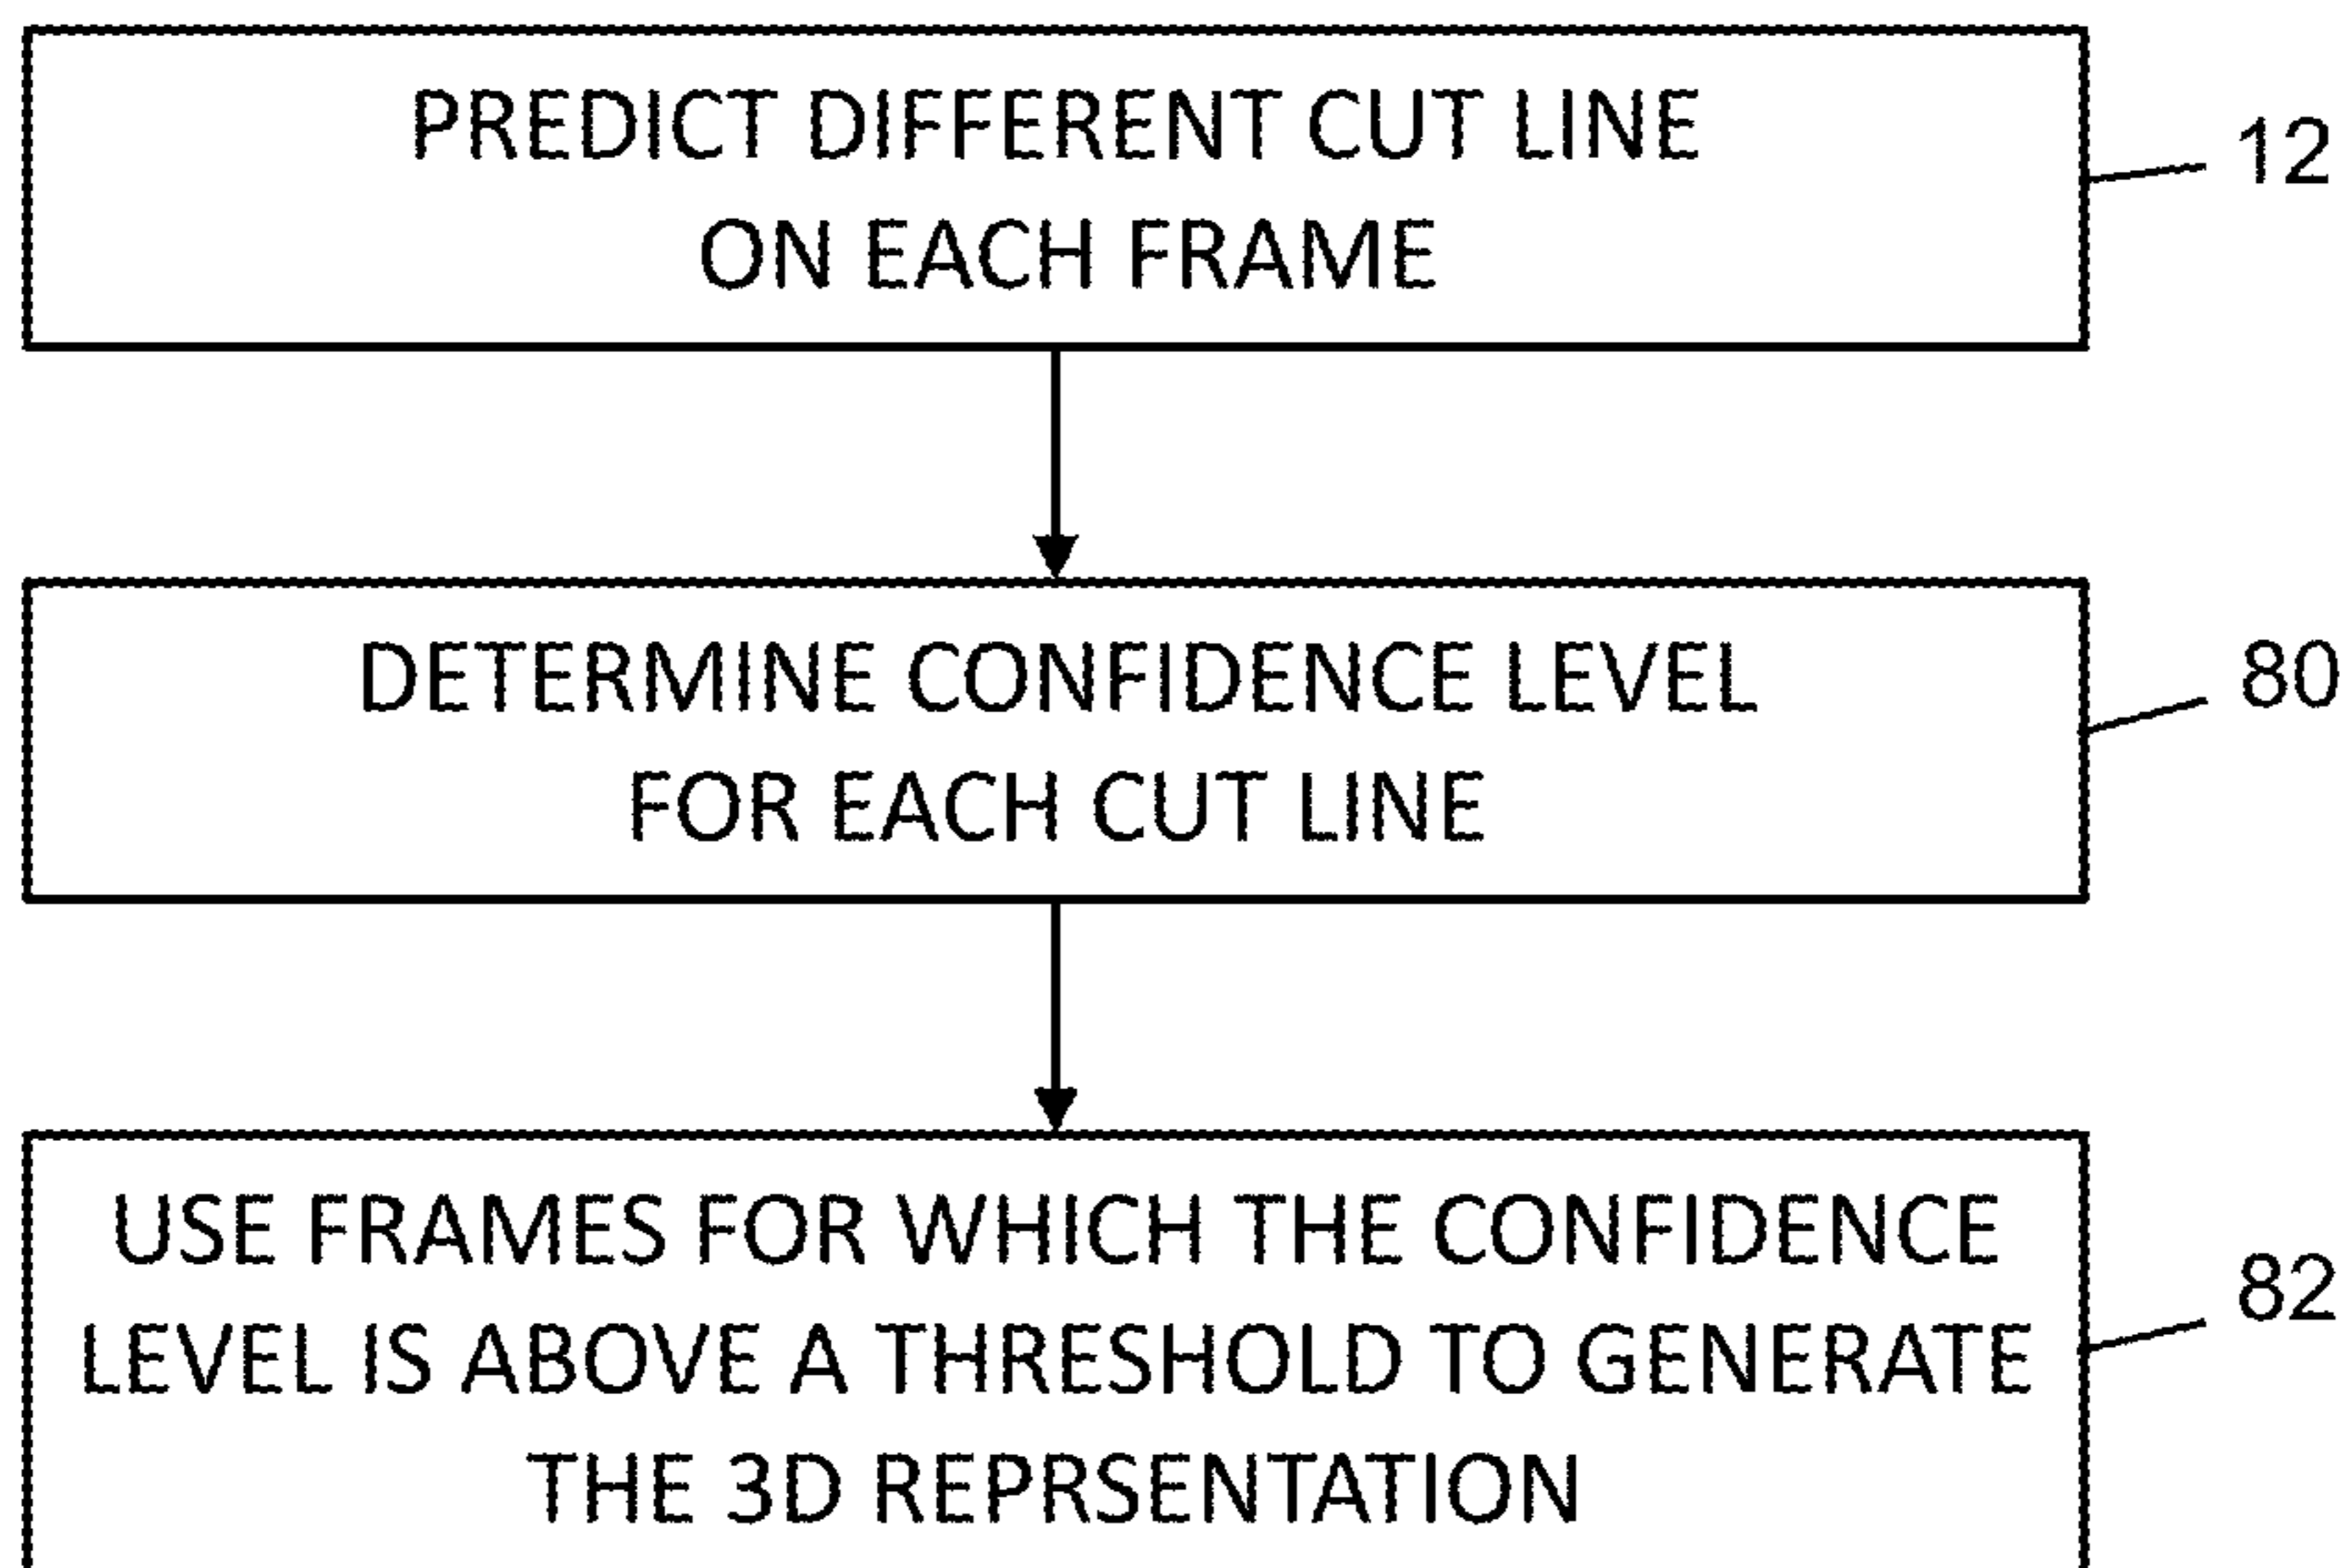 PREDICT DIFFERENT CUT LINE
ON EACH FRAME
12
DETERMINE CONFIDENCE LEVEL
FOR EACH CUT LINE
80
USE FRAMES FOR WHICH THE CONFIDENCE
LEVEL IS ABOVE A THRESHOLD TO GENERATE
THE 3D REPRSENTATION
82